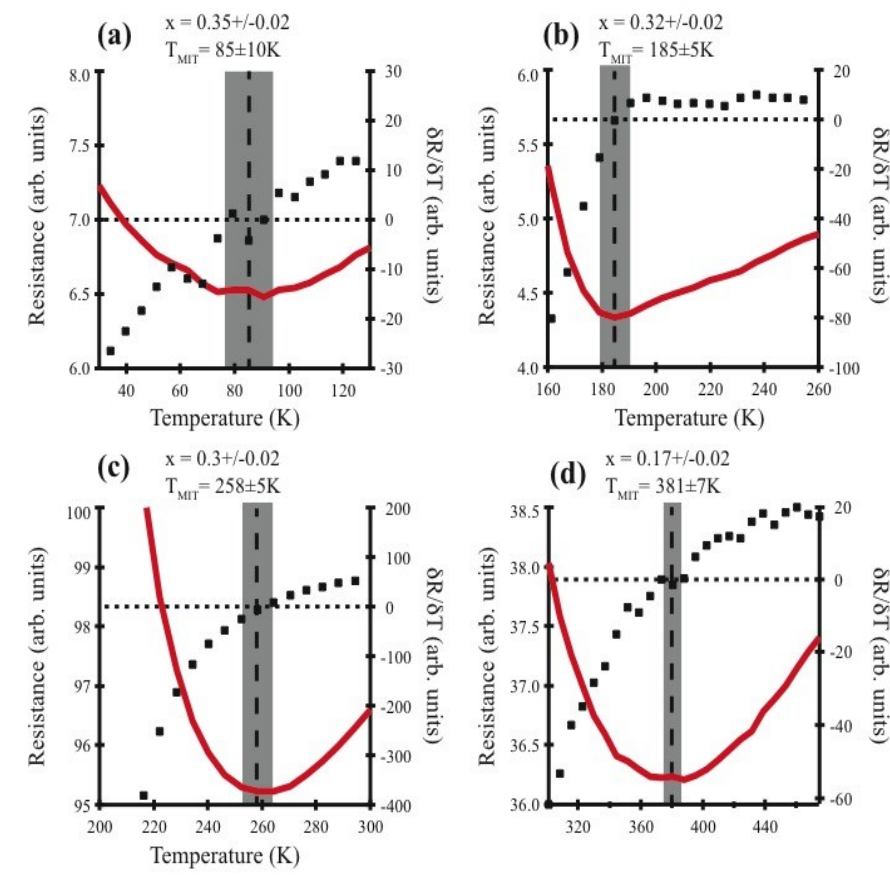 (a)
x = 0.35+/-0.02
T_MIT = 85±10K
8.0
7.5
7.0
6.5
6.0
Resistance (arb. units)
30
20
10
0
-10
-20
-30
δR/δT (arb. units)
40 60 80 100 120
Temperature (K)
(b)
x = 0.32+/-0.02
T_MIT = 185±5K
6.0
5.5
5.0
4.5
4.0
Resistance (arb. units)
20
0
-20
-40
-60
-80
-100
δR/δT (arb. units)
160 180 200 220 240 260
Temperature (K)
(c)
x = 0.3+/-0.02
T_MIT = 258±5K
100
99
98
97
96
95
Resistance (arb. units)
200
100
0
-100
-200
-300
-400
δR/δT (arb. units)
200 220 240 260 280 300
Temperature (K)
(d)
x = 0.17+/-0.02
T_MIT = 381±7K
38.5
38.0
37.5
37.0
36.5
36.0
Resistance (arb. units)
20
0
-20
-40
-60
δR/δT (arb. units)
320 360 400 440